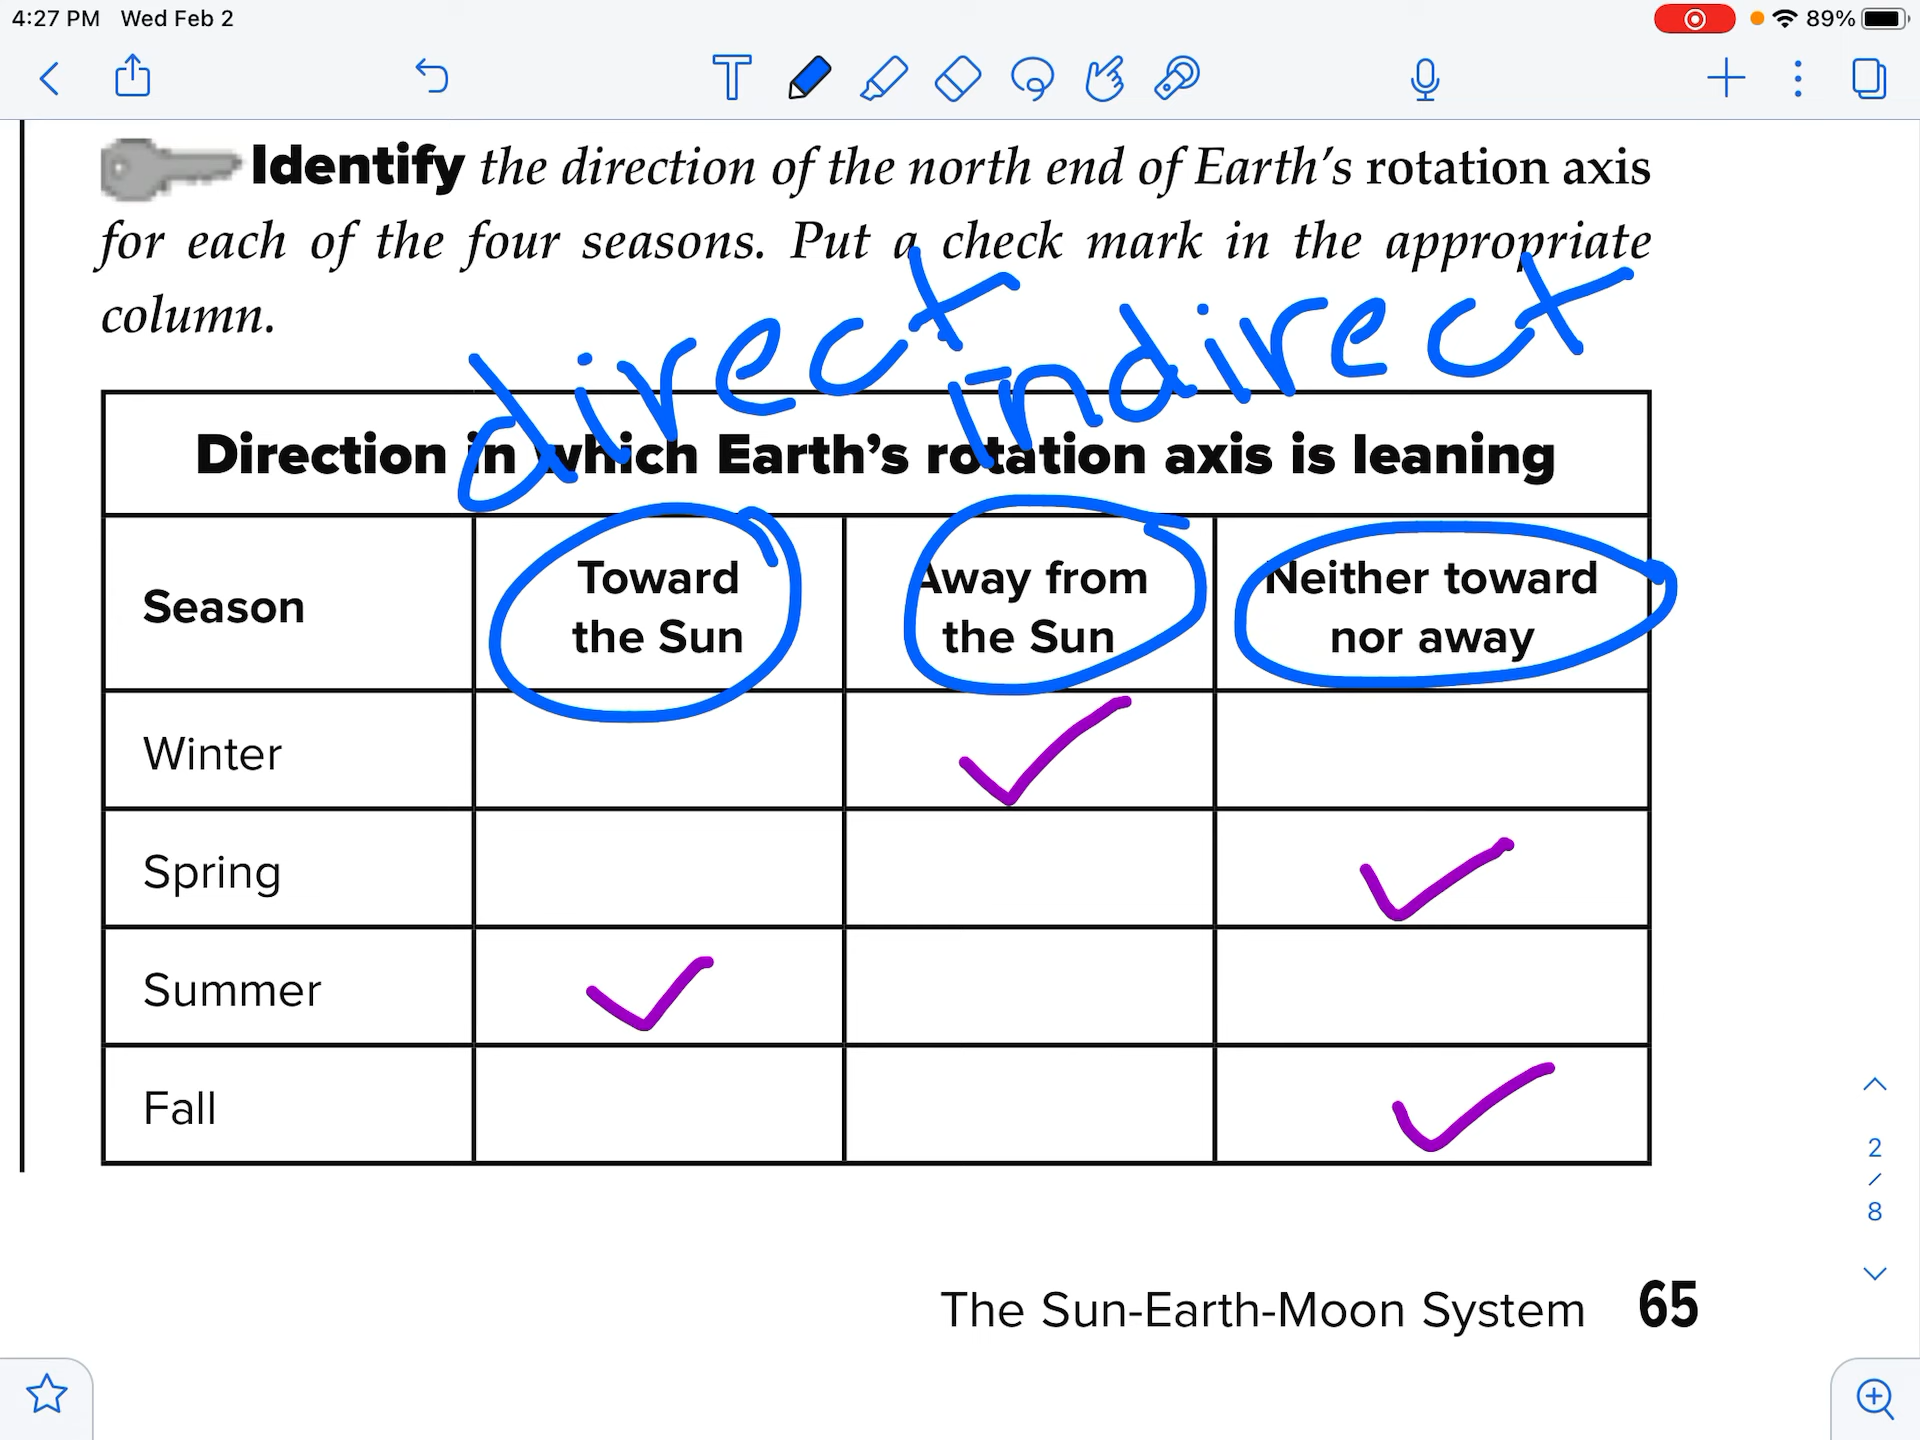 4:27 PM Wed Feb 2
89%
Identify the direction of the north end of Earth's rotation axis
for each of the four seasons. Put a check mark in the appropriate
column.
direct indirect
Direction in which Earth's rotation axis is leaning
Season
Toward
the Sun
Away from
the Sun
Neither toward
nor away
Winter
Spring
Summer
Fall
2
/
8
The Sun-Earth-Moon System 65